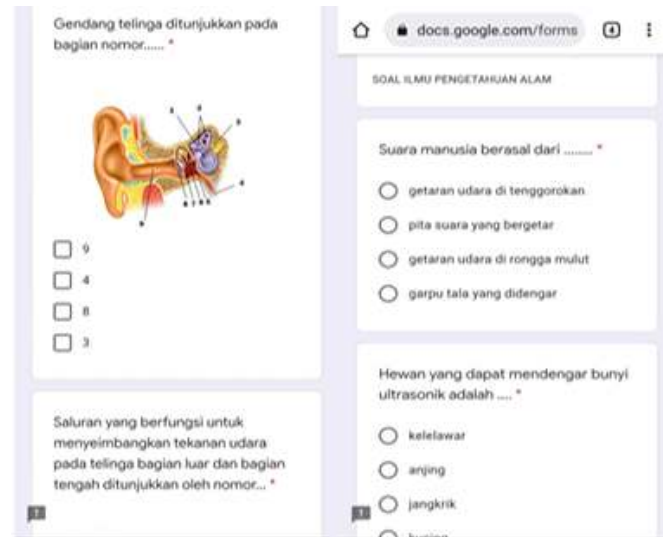 Gendang telinga ditunjukkan pada
bagian nomor...... *
9
4
8
3
Saluran yang berfungsi untuk
menyeimbangkan tekanan udara
pada telinga bagian luar dan bagian
tengah ditunjukkan oleh nomor... *
docs.google.com/forms
4
SOAL ILMU PENGETAHUAN ALAM
Suara manusia berasal dari ........ *
getaran udara di tenggorokan
pita suara yang bergetar
getaran udara di rongga mulut
garpu tala yang didengar
Hewan yang dapat mendengar bunyi
ultrasonik adalah .... *
kelelawar
anjing
jangkrik